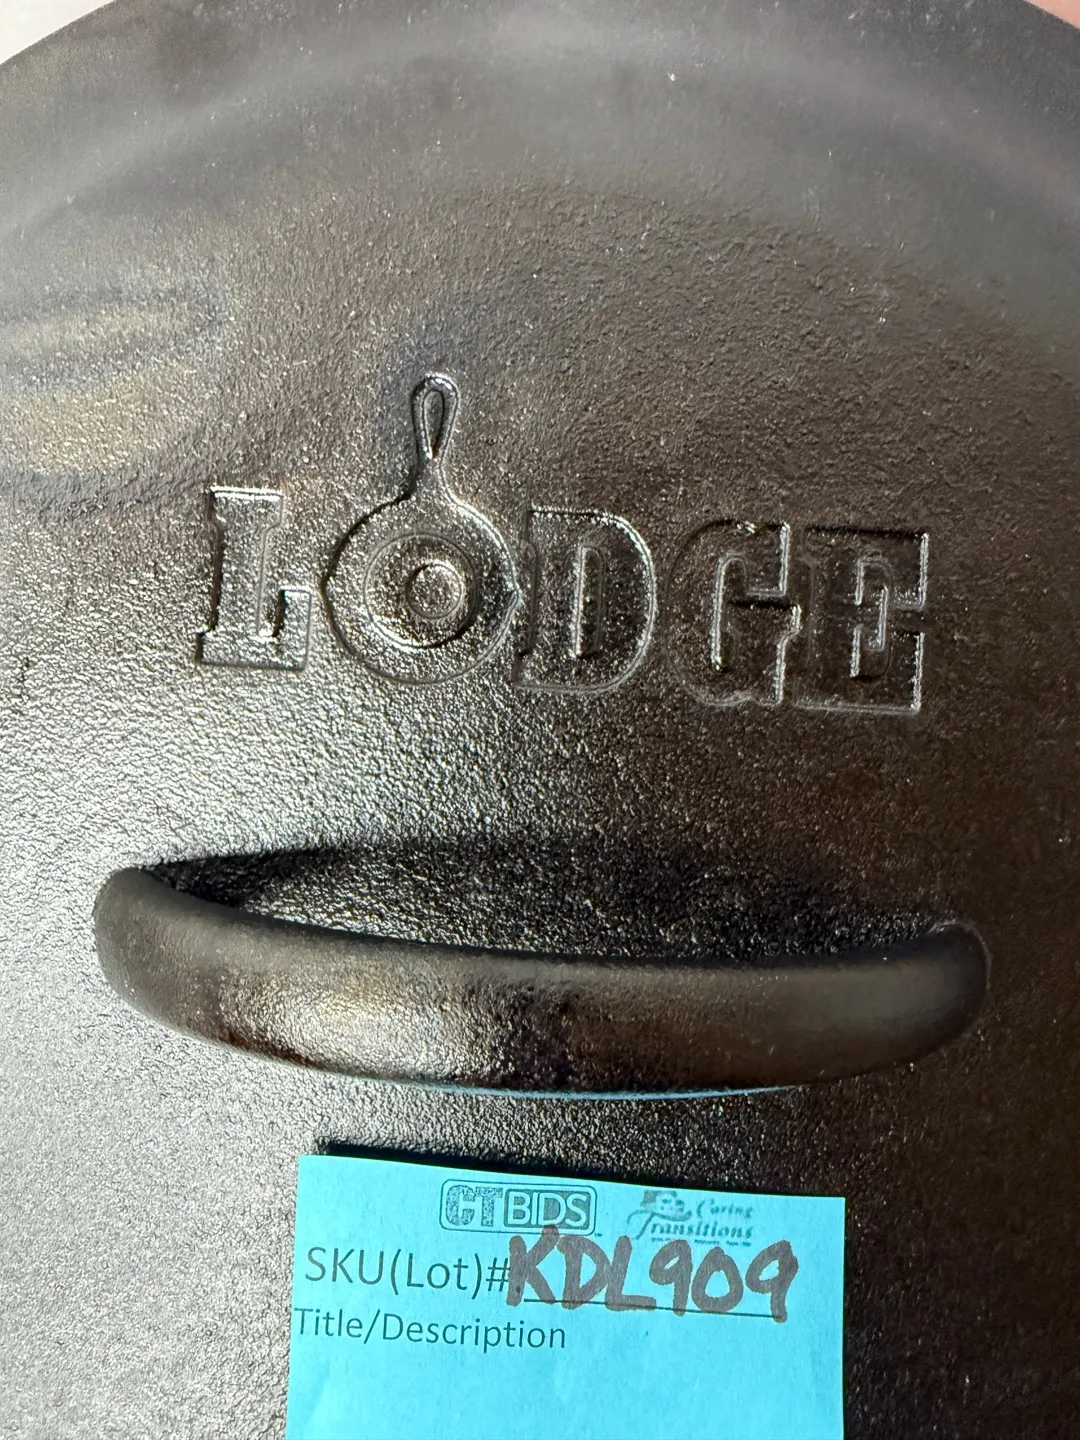 LODGE
CTBIDS
Caring
Transitions
SKU(Lot)# KDL909
Title/Description